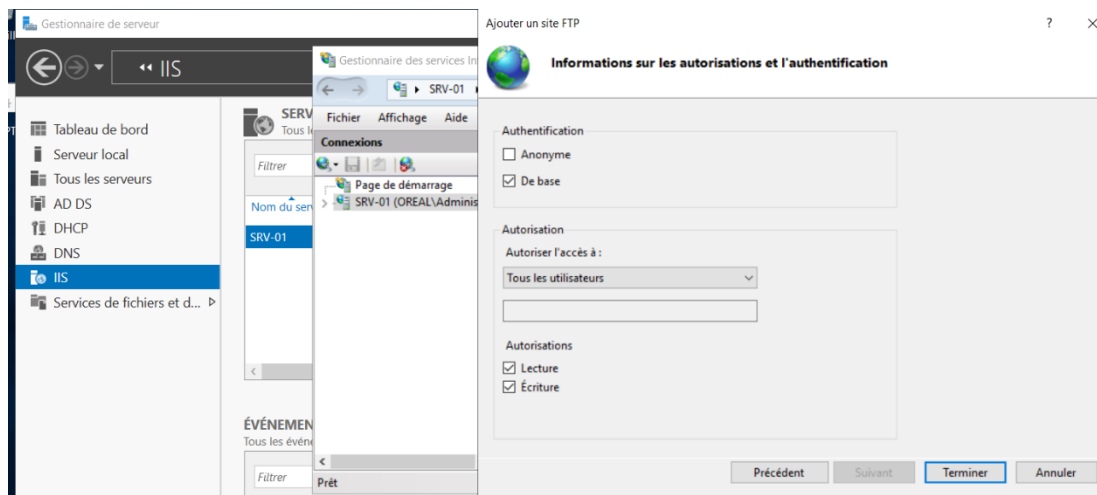 Gestionnaire de serveur
IIS
Tableau de bord
Serveur local
Tous les serveurs
AD DS
DHCP
DNS
IIS
Services de fichiers et d...
SERV
Tous l
Filtrer
Nom du ser
SRV-01
ÉVÉNEMEN
Tous les événe
Filtrer
Gestionnaire des services In
SRV-01
Fichier Affichage Aide
Connexions
Page de démarrage
SRV-01 (OREAL\Adminis
Prêt
Ajouter un site FTP
Informations sur les autorisations et l'authentification
Authentification
Anonyme
De base
Autorisation
Autoriser l'accès à :
Tous les utilisateurs
Autorisations
Lecture
Écriture
Précédent Suivant Terminer Annuler